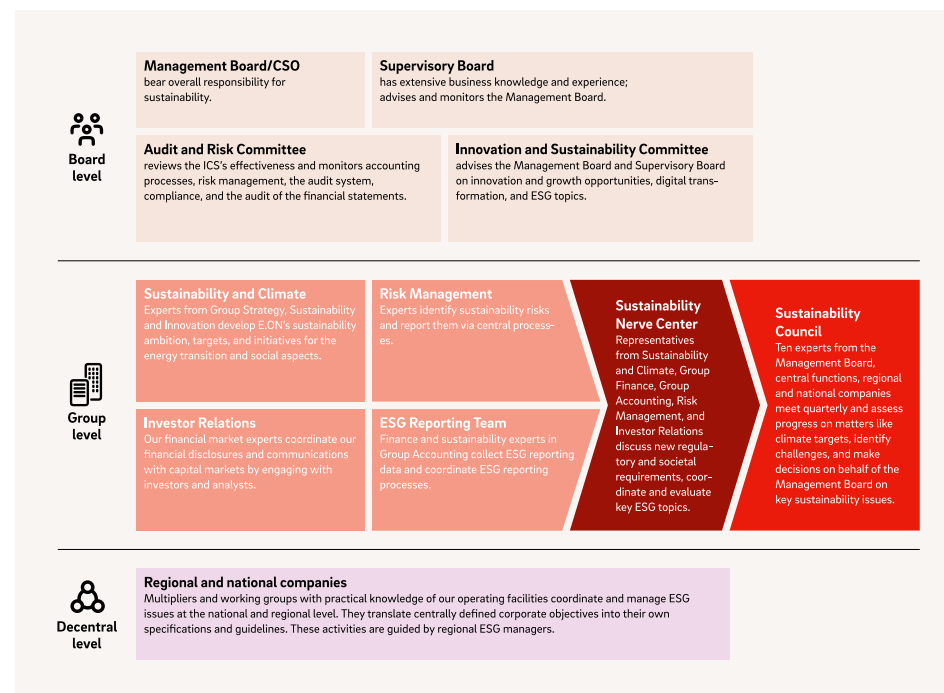 Board
level
Management Board/CSO
bear overall responsibility for
sustainability.
Supervisory Board
has extensive business knowledge and experience;
advises and monitors the Management Board.
Audit and Risk Committee
reviews the ICS's effectiveness and monitors accounting
processes, risk management, the audit system,
compliance, and the audit of the financial statements.
Innovation and Sustainability Committee
advises the Management Board and Supervisory Board
on innovation and growth opportunities, digital trans-
formation, and ESG topics.
Group
level
Sustainability and Climate
Experts from Group Strategy, Sustainability
and Innovation develop E.ON's sustainability
ambition, targets, and initiatives for the
energy transition and social aspects.
Risk Management
Experts identify sustainability risks
and report them via central process-
es.
Investor Relations
Our financial market experts coordinate our
financial disclosures and communications
with capital markets by engaging with
investors and analysts.
ESG Reporting Team
Finance and sustainability experts in
Group Accounting collect ESG reporting
data and coordinate ESG reporting
processes.
Sustainability
Nerve Center
Representatives
from Sustainability
and Climate, Group
Finance, Group
Accounting, Risk
Management, and
Investor Relations
discuss new regula-
tory and societal
requirements, coor-
dinate and evaluate
key ESG topics.
Sustainability
Council
Ten experts from the
Management Board,
central functions, regional
and national companies
meet quarterly and assess
progress on matters like
climate targets, identify
challenges, and make
decisions on behalf of the
Management Board on
key sustainability issues.
Decentral
level
Regional and national companies
Multipliers and working groups with practical knowledge of our operating facilities coordinate and manage ESG
issues at the national and regional level. They translate centrally defined corporate objectives into their own
specifications and guidelines. These activities are guided by regional ESG managers.